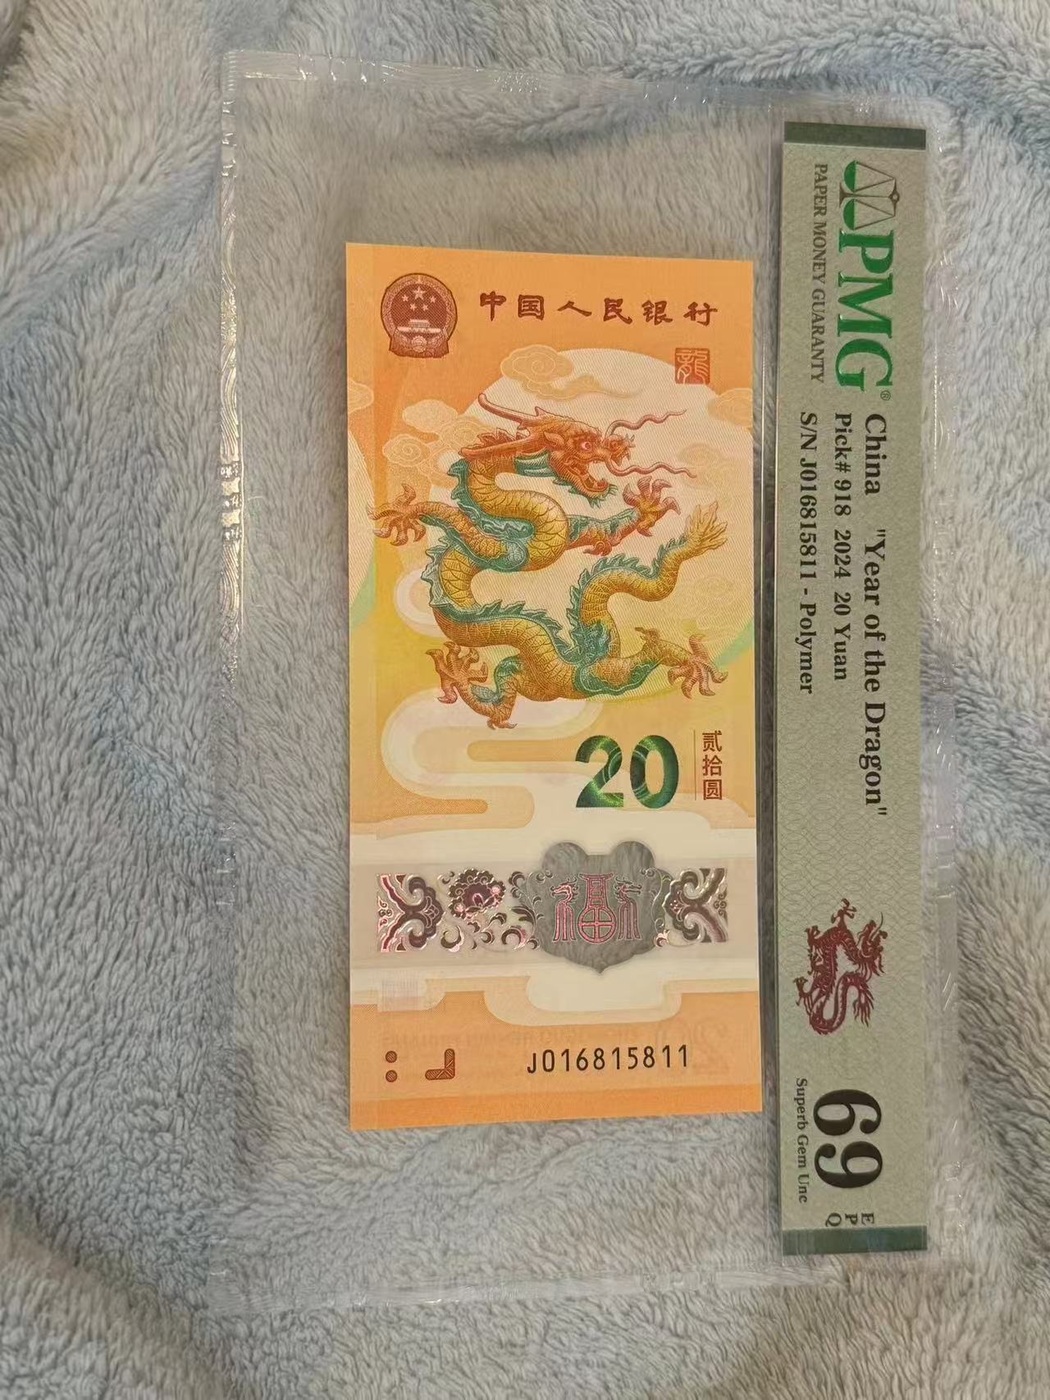 中国人民银行
龍
20
贰拾圆
J016815811
PMG®
PAPER MONEY GUARANTY
China "Year of the Dragon"
Pick# 918 2024 20 Yuan
S/N J016815811 - Polymer
69
EPQ
Superb Gem Unc